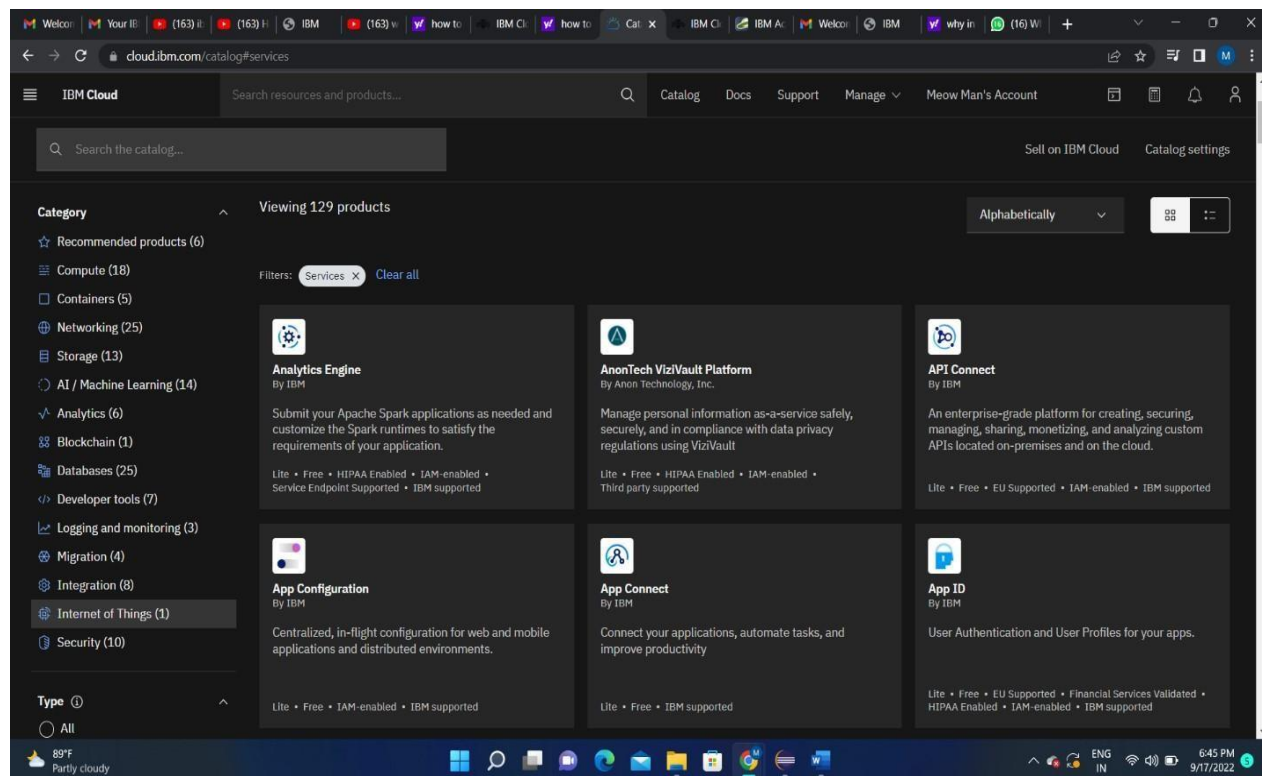 Welcon
Your IB
(163) it
(163) H
IBM
(163) w
how to
IBM Cl
how to
Cat
IBM Cl
IBM Ac
Welcon
IBM
why in
(16) W
cloud.ibm.com/catalog#services
M
IBM Cloud
Search resources and products...
Catalog
Docs
Support
Manage
Meow Man's Account
Search the catalog...
Sell on IBM Cloud
Catalog settings
Category
Recommended products (6)
Compute (18)
Containers (5)
Networking (25)
Storage (13)
AI / Machine Learning (14)
Analytics (6)
Blockchain (1)
Databases (25)
Developer tools (7)
Logging and monitoring (3)
Migration (4)
Integration (8)
Internet of Things (1)
Security (10)
Type
All
Viewing 129 products
Alphabetically
Filters: Services Clear all
Analytics Engine
By IBM
Submit your Apache Spark applications as needed and
customize the Spark runtimes to satisfy the
requirements of your application.
Lite • Free • HIPAA Enabled • IAM-enabled •
Service Endpoint Supported • IBM supported
AnonTech ViziVault Platform
By Anon Technology, Inc.
Manage personal information as-a-service safely,
securely, and in compliance with data privacy
regulations using ViziVault
Lite • Free • HIPAA Enabled • IAM-enabled •
Third party supported
API Connect
By IBM
An enterprise-grade platform for creating, securing,
managing, sharing, monetizing, and analyzing custom
APIs located on-premises and on the cloud.
Lite • Free • EU Supported • IAM-enabled • IBM supported
App Configuration
By IBM
Centralized, in-flight configuration for web and mobile
applications and distributed environments.
Lite • Free • IAM-enabled • IBM supported
App Connect
By IBM
Connect your applications, automate tasks, and
improve productivity
Lite • Free • IBM supported
App ID
By IBM
User Authentication and User Profiles for your apps.
Lite • Free • EU Supported • Financial Services Validated •
HIPAA Enabled • IAM-enabled • IBM supported
89°F
Partly cloudy
ENG
IN
6:45 PM
9/17/2022
5